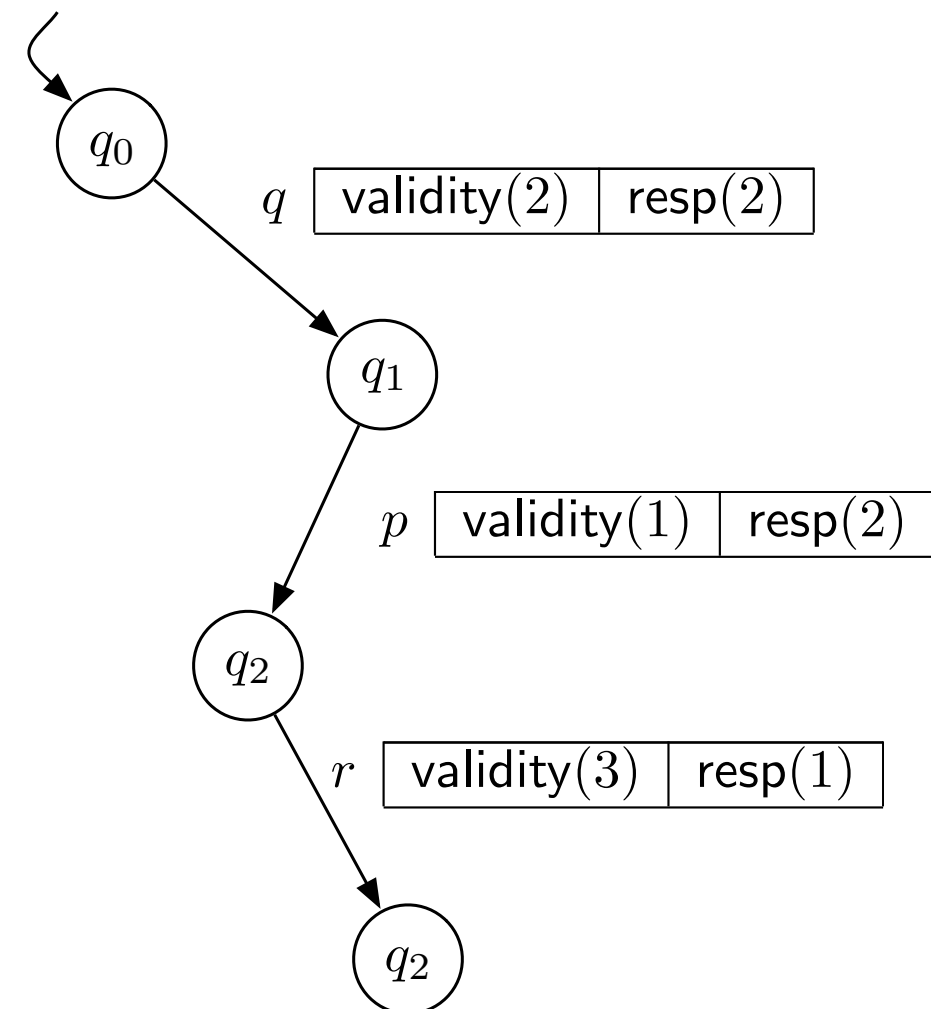 q₀
q validity(2) resp(2)
q₁
p validity(1) resp(2)
q₂
r validity(3) resp(1)
q₂